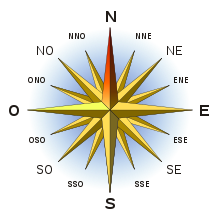 N
NNO NNE
NO NE
ONO ENE
O E
OSO ESE
SO SE
SSO SSE
S